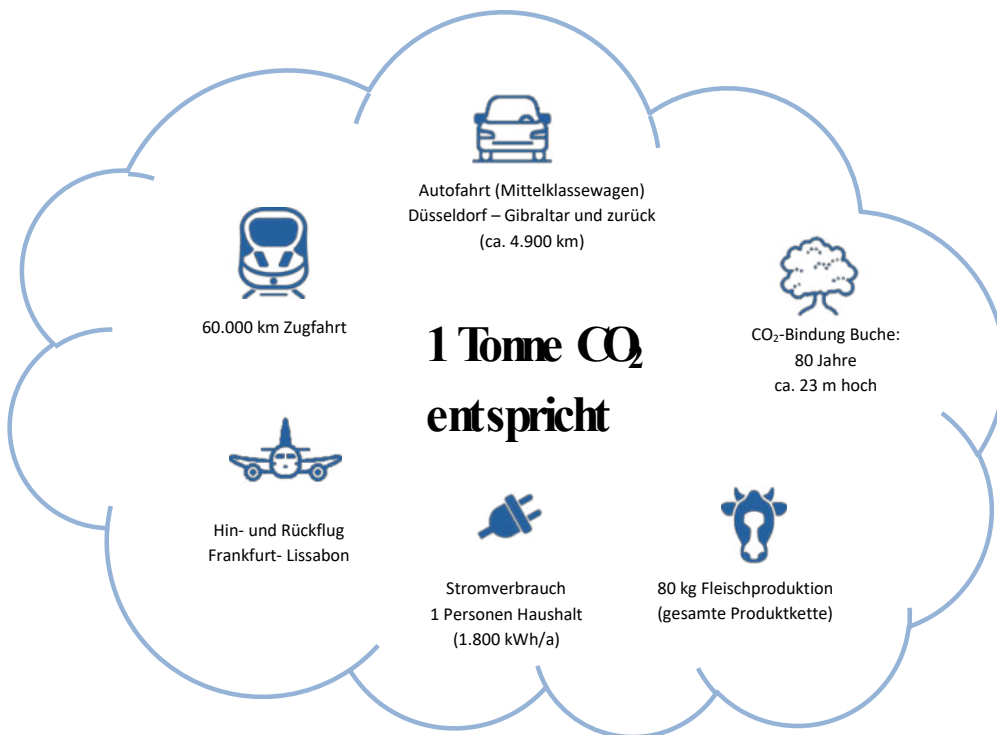 Autofahrt (Mittelklassewagen)
Düsseldorf – Gibraltar und zurück
(ca. 4.900 km)
60.000 km Zugfahrt
CO₂-Bindung Buche:
80 Jahre
ca. 23 m hoch
1 Tonne CO₂
entspricht
Hin- und Rückflug
Frankfurt- Lissabon
Stromverbrauch
1 Personen Haushalt
(1.800 kWh/a)
80 kg Fleischproduktion
(gesamte Produktkette)